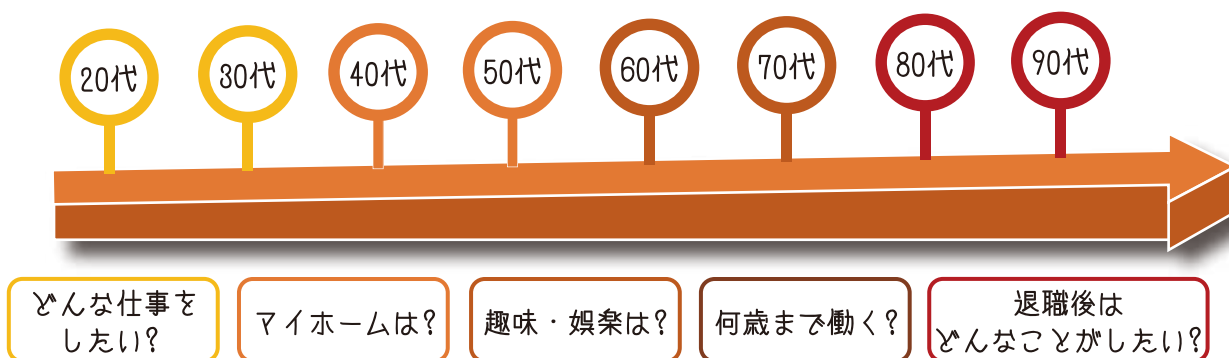 20代
30代
40代
50代
60代
70代
80代
90代
どんな仕事を
したい?
マイホームは?
趣味・娯楽は?
何歳まで働く?
退職後は
どんなことがしたい?